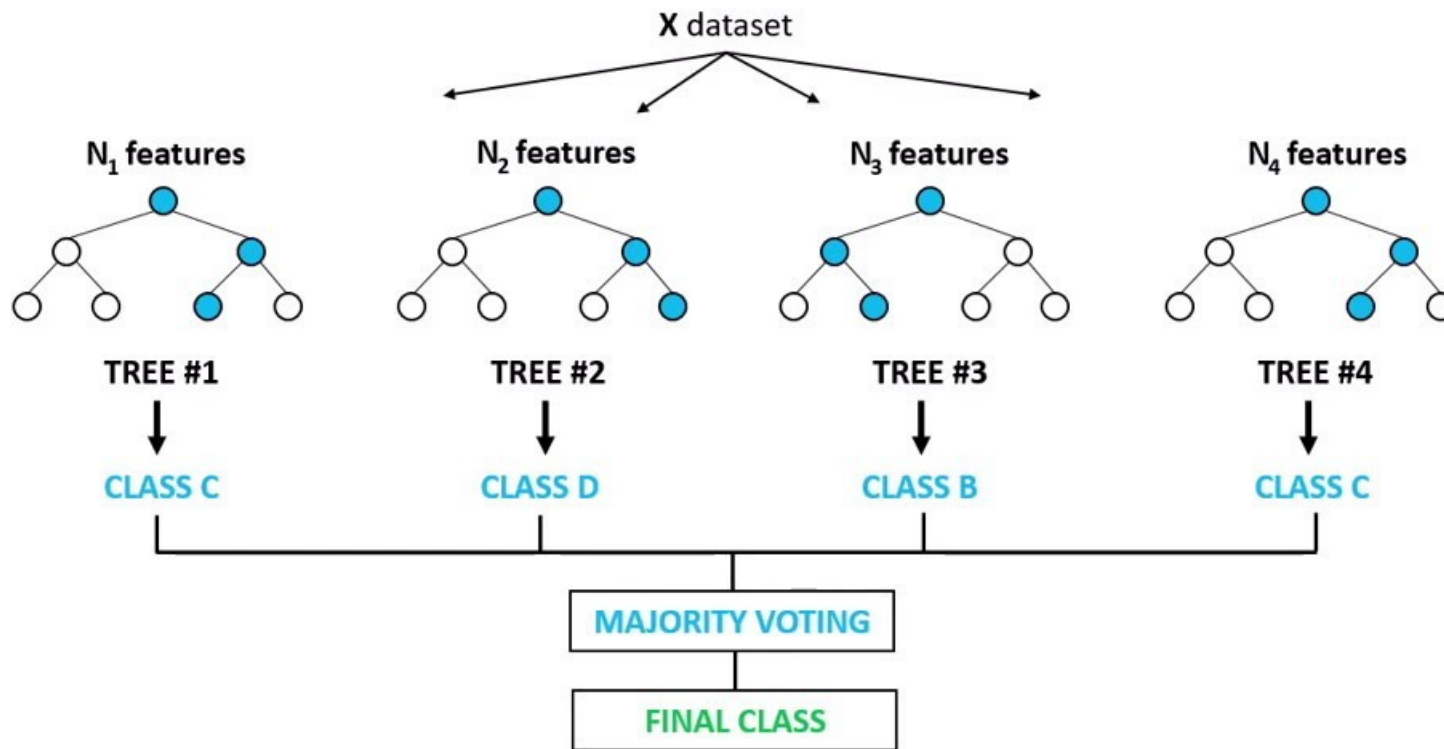 X dataset
N₁ features
N₂ features
N₃ features
N₄ features
TREE #1
TREE #2
TREE #3
TREE #4
CLASS C
CLASS D
CLASS B
CLASS C
MAJORITY VOTING
FINAL CLASS